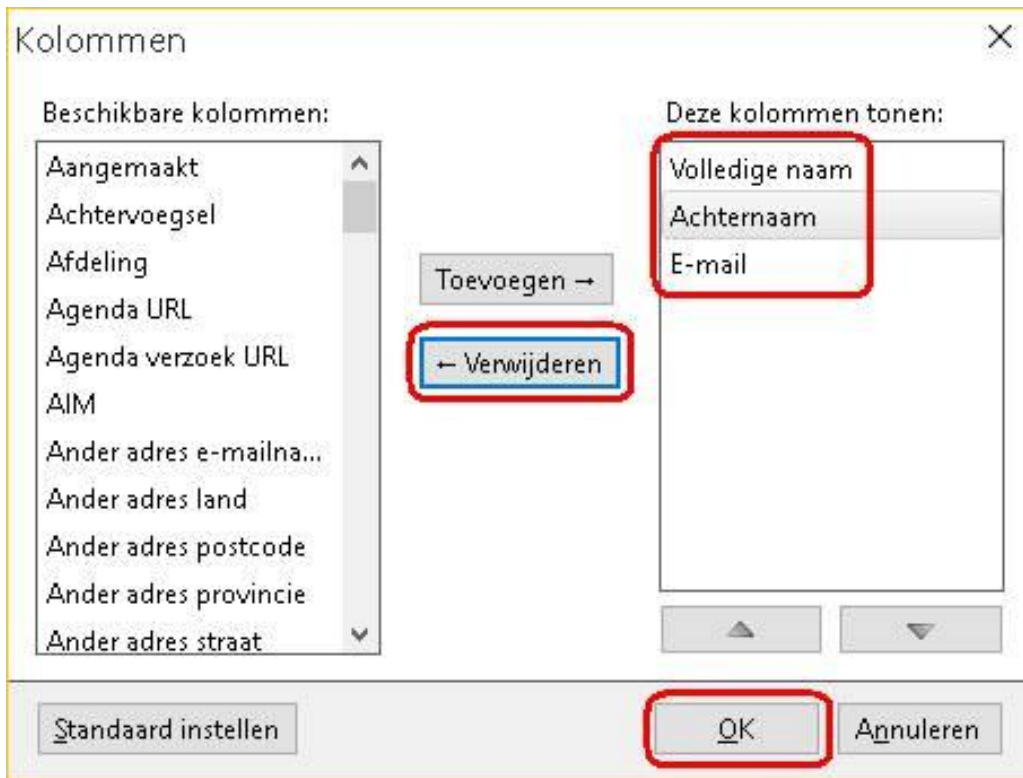 Kolommen
Beschikbare kolommen:
Aangemaakt
Achtervoegsel
Afdeling
Agenda URL
Agenda verzoek URL
AIM
Ander adres e-mailna...
Ander adres land
Ander adres postcode
Ander adres provincie
Ander adres straat
Toevoegen →
← Verwijderen
Deze kolommen tonen:
Volledige naam
Achternaam
E-mail
Standaard instellen
OK
Annuleren